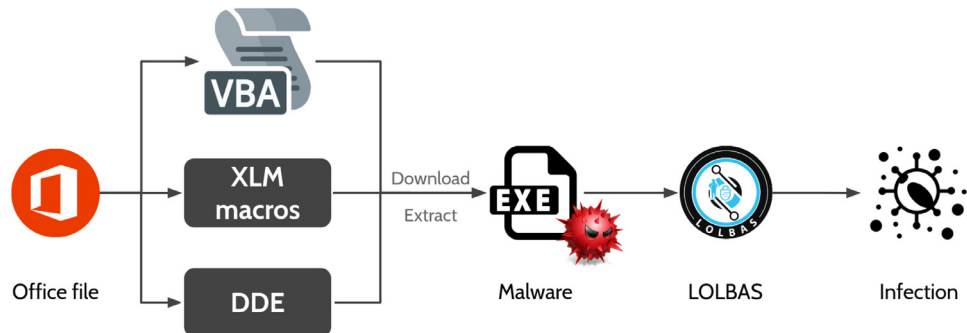 VBA
XLM
macros
DDE
Office file
Download
Extract
EXE
Malware
LOLBAS
LOLBAS
Infection